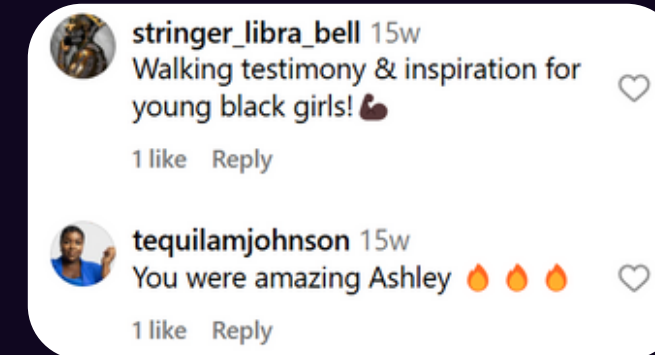 stringer_libra_bell 15w
Walking testimony & inspiration for
young black girls!💪🏿
1 like Reply
tequilamjohnson 15w
You were amazing Ashley 🔥 🔥 🔥
1 like Reply